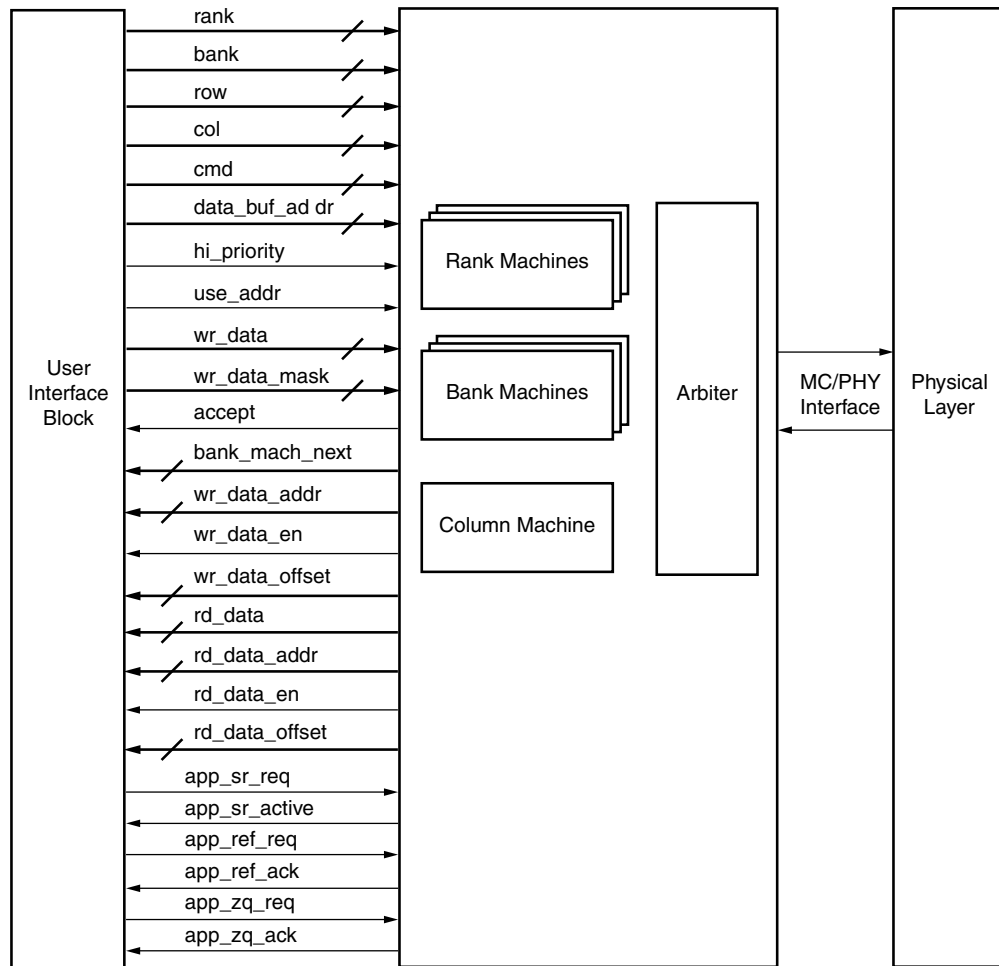 rank
bank
row
col
cmd
data_buf_ad dr
hi_priority
use_addr
wr_data
wr_data_mask
accept
bank_mach_next
wr_data_addr
wr_data_en
wr_data_offset
rd_data
rd_data_addr
rd_data_en
rd_data_offset
app_sr_req
app_sr_active
app_ref_req
app_ref_ack
app_zq_req
app_zq_ack
User
Interface
Block
Rank Machines
Bank Machines
Column Machine
Arbiter
MC/PHY
Interface
Physical
Layer